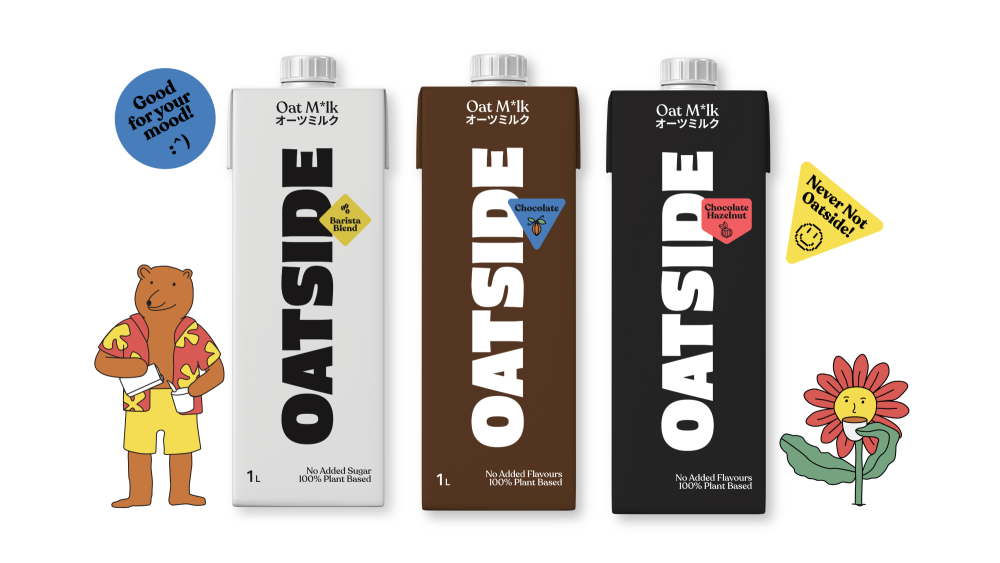 Good
for your
mood!
:^)
Oat M*lk
オーツミルク
OATSIDE
Barista
Blend
1L
No Added Sugar
100% Plant Based
Oat M*lk
オーツミルク
OATSIDE
Chocolate
1L
No Added Flavours
100% Plant Based
Oat M*lk
オーツミルク
OATSIDE
Chocolate
Hazelnut
No Added Flavours
100% Plant Based
Never Not
Oatside!